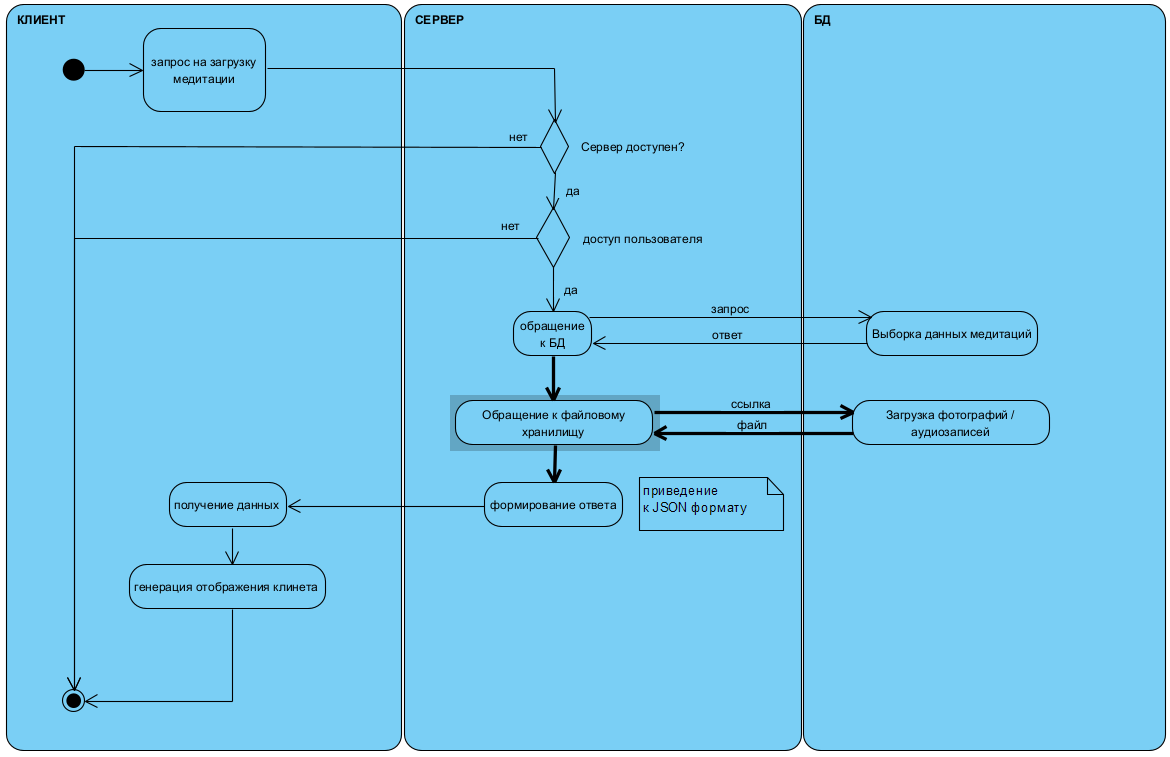 КЛИЕНТ
СЕРВЕР
БД
запрос на загрузку
медитации
нет
Сервер доступен?
да
нет
доступ пользователя
да
обращение
к БД
запрос
ответ
Выборка данных медитаций
Обращение к файловому
хранилищу
ссылка
файл
Загрузка фотографий /
аудиозаписей
получение данных
формирование ответа
приведение
к JSON формату
генерация отображения клинета